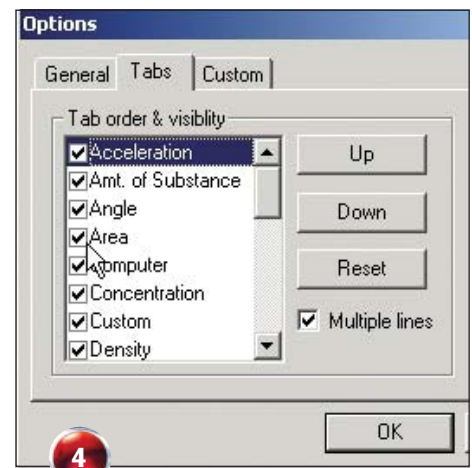 Options
General Tabs Custom
Tab order & visiblity
Acceleration
Amt. of Substance
Angle
Area
Computer
Concentration
Custom
Density
Up
Down
Reset
Multiple lines
OK
4